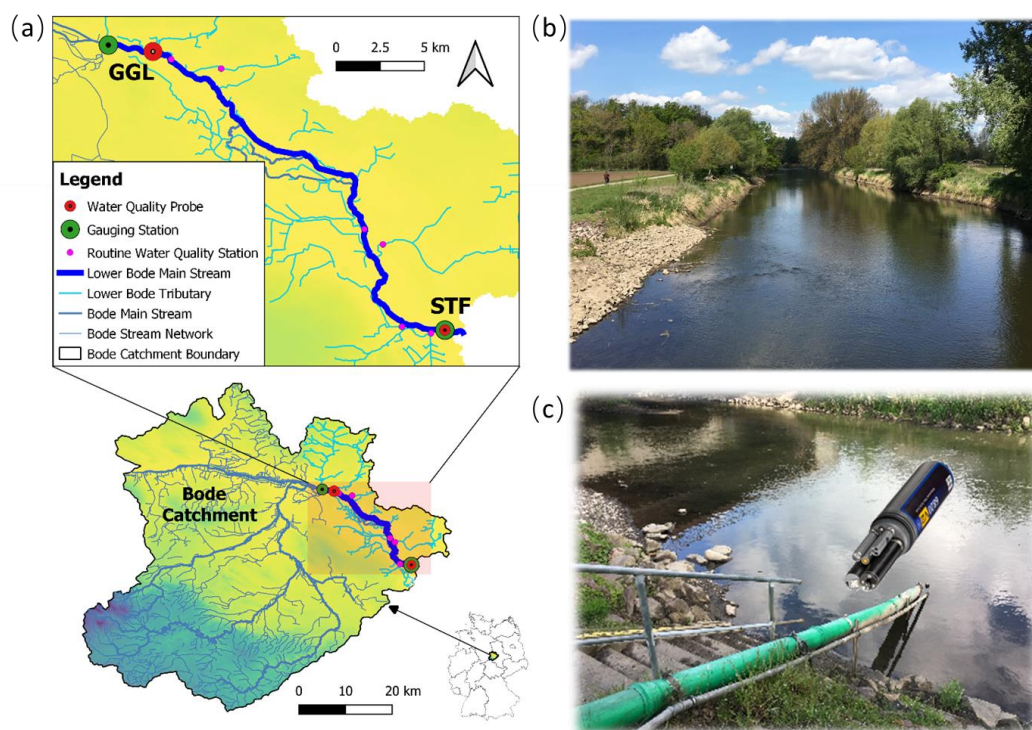 (a)
0 2.5 5 km
GGL
Legend
Water Quality Probe
Gauging Station
Routine Water Quality Station
Lower Bode Main Stream
Lower Bode Tributary
Bode Main Stream
Bode Stream Network
Bode Catchment Boundary
STF
Bode
Catchment
0 10 20 km
(b)
(c)